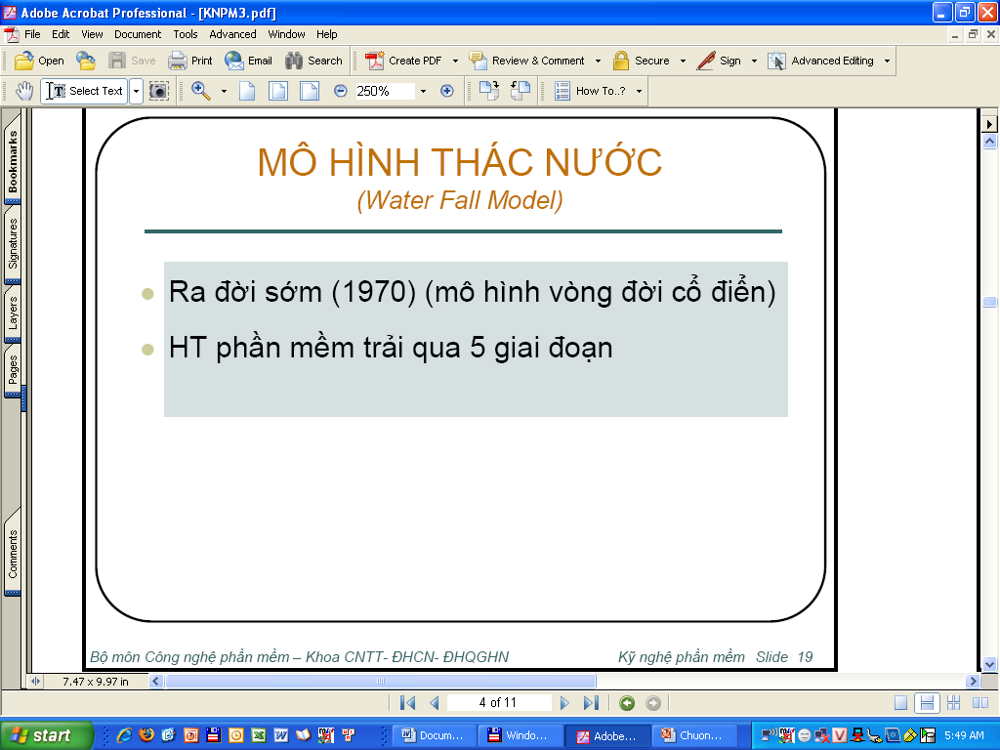 Adobe Acrobat Professional - [KNPM3.pdf]
File Edit View Document Tools Advanced Window Help
Open Save Print Email Search Create PDF Review & Comment Secure Sign Advanced Editing
Select Text 250% How To..?
Bookmarks
Signatures
Layers
Pages
Comments
MÔ HÌNH THÁC NƯỚC
(Water Fall Model)
Ra đời sớm (1970) (mô hình vòng đời cổ điển)
HT phần mềm trải qua 5 giai đoạn
Bộ môn Công nghệ phần mềm – Khoa CNTT- ĐHCN- ĐHQGHN Kỹ nghệ phần mềm Slide 19
7.47 x 9.97 in
4 of 11
start Docum... Windo... Adobe... Chuon... 5:49 AM